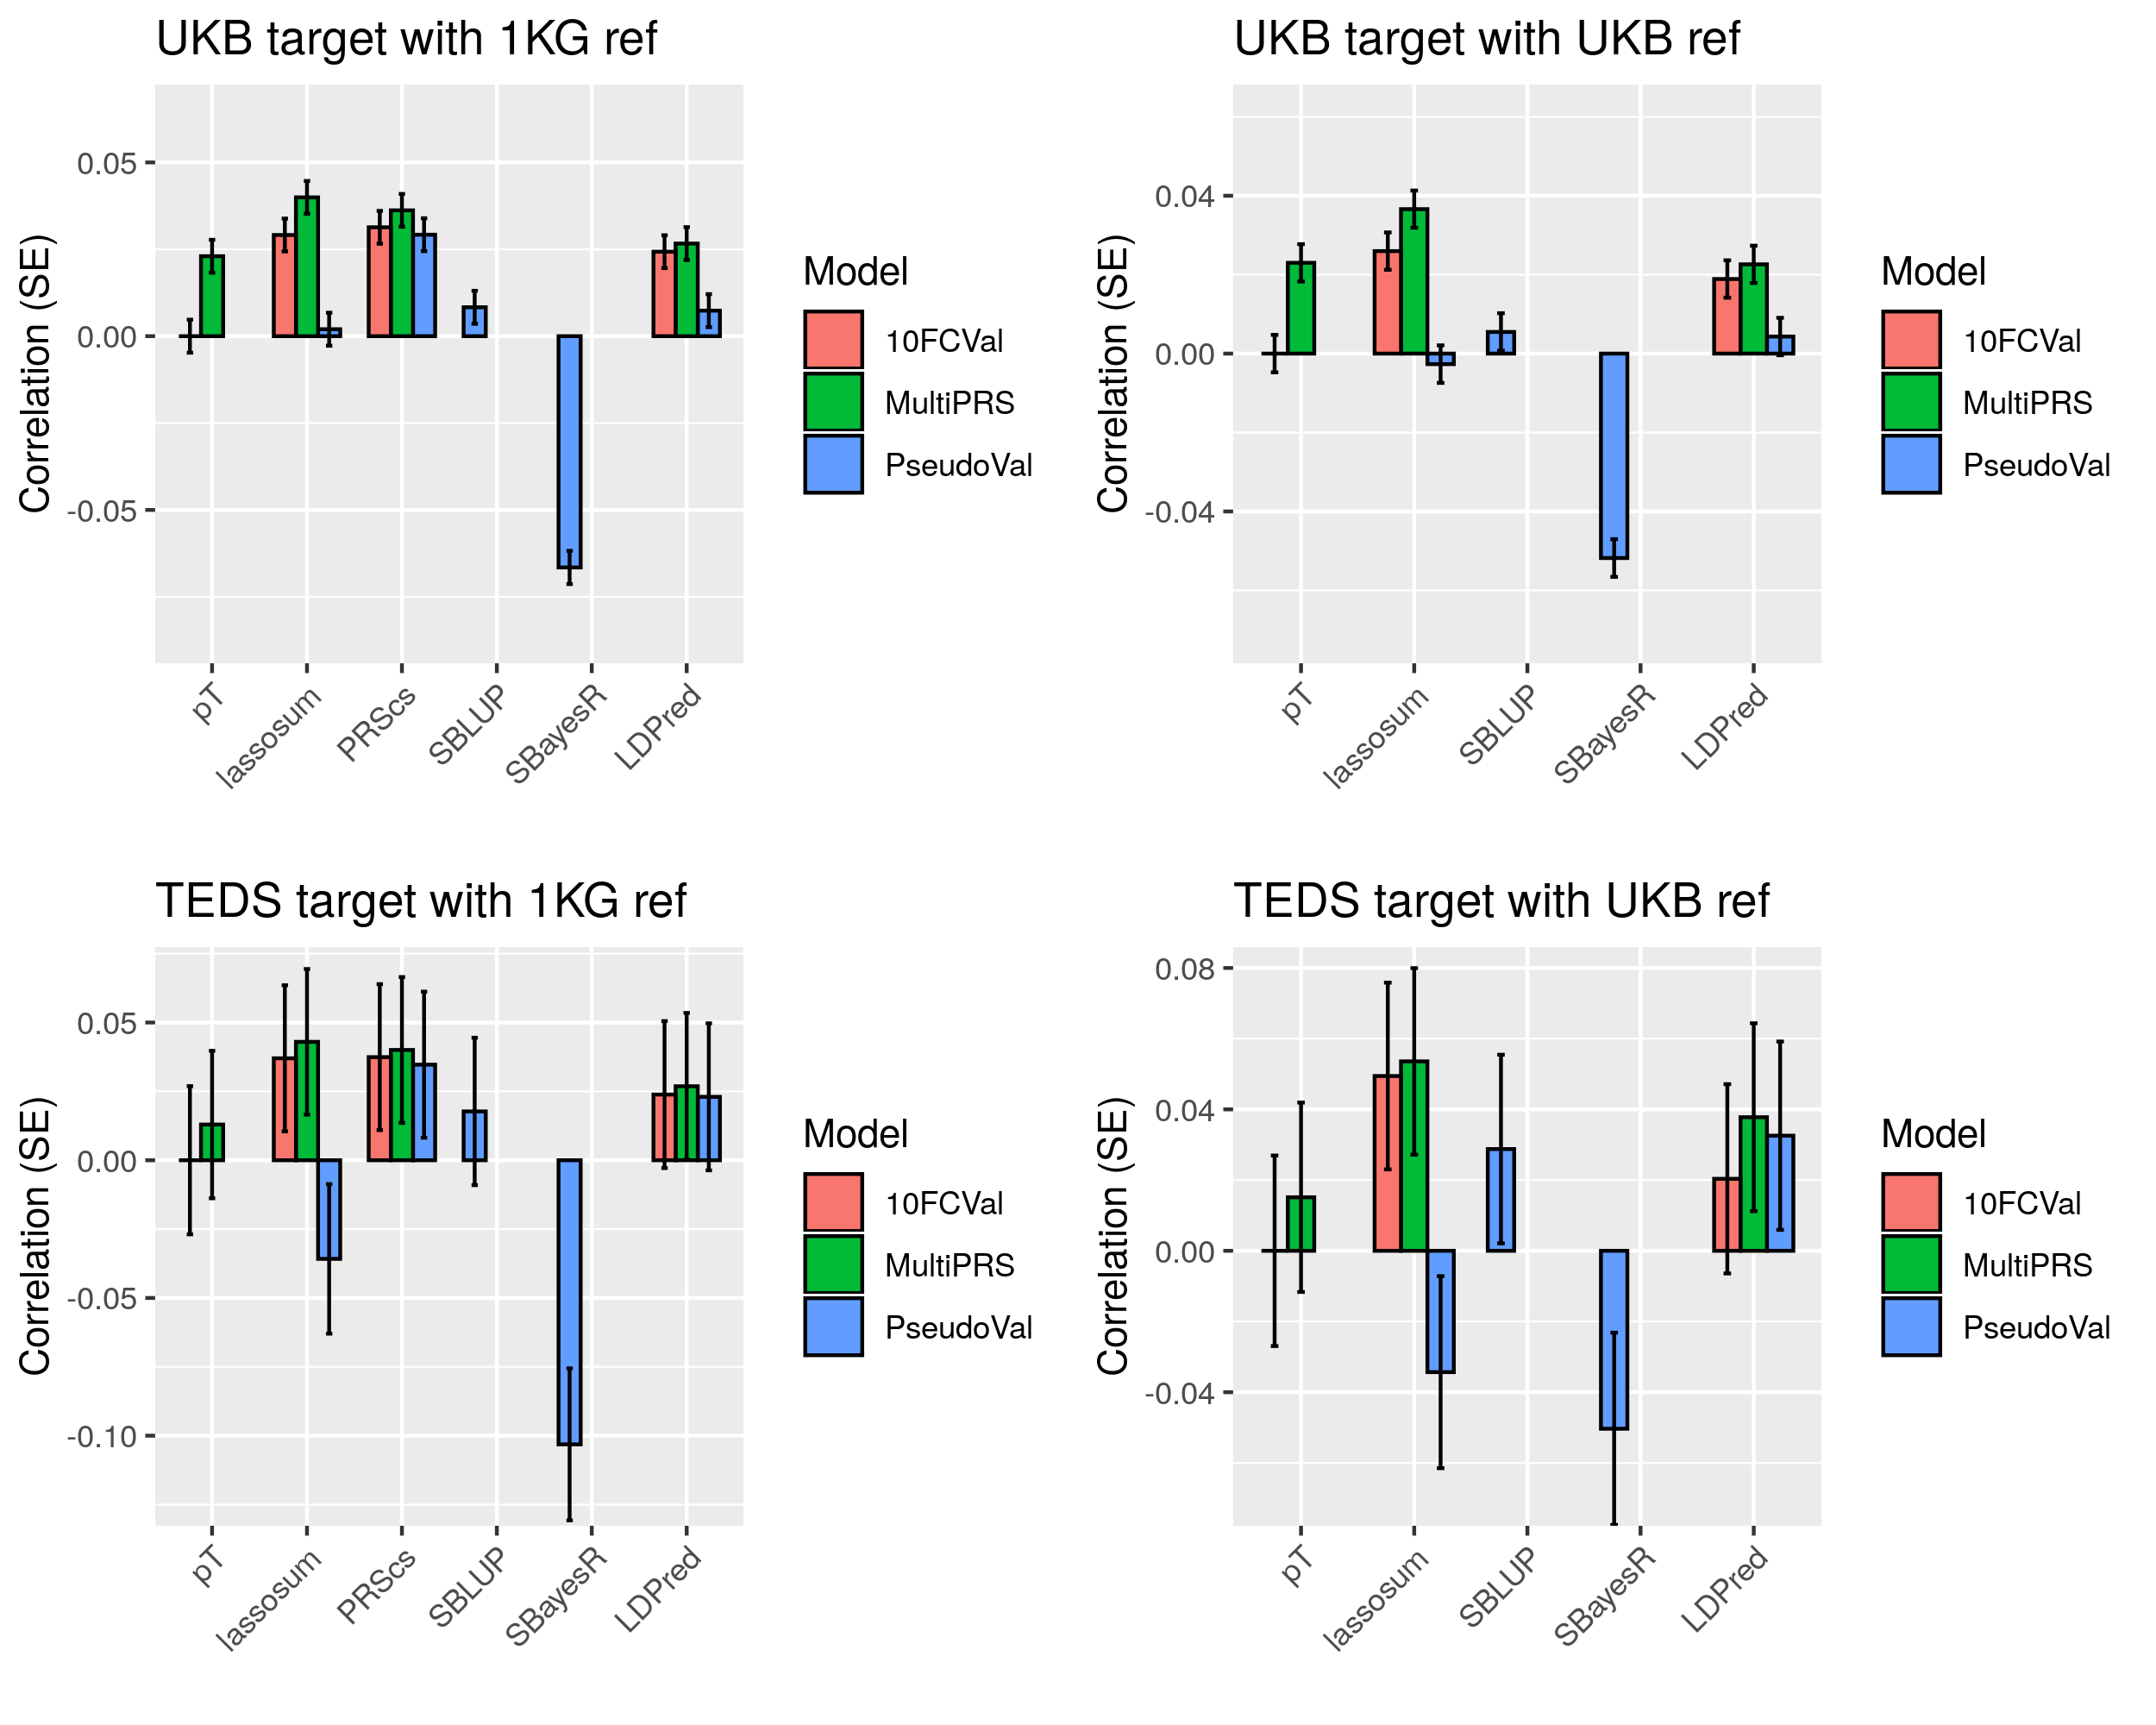 UKB target with 1KG ref
Correlation (SE)
0.05
0.00
-0.05
pT
lassosum
PRScs
SBLUP
SBayesR
LDPred
Model
10FCVal
MultiPRS
PseudoVal
UKB target with UKB ref
Correlation (SE)
0.04
0.00
-0.04
pT
lassosum
SBLUP
SBayesR
LDPred
Model
10FCVal
MultiPRS
PseudoVal
TEDS target with 1KG ref
Correlation (SE)
0.05
0.00
-0.05
-0.10
pT
lassosum
PRScs
SBLUP
SBayesR
LDPred
Model
10FCVal
MultiPRS
PseudoVal
TEDS target with UKB ref
Correlation (SE)
0.08
0.04
0.00
-0.04
pT
lassosum
SBLUP
SBayesR
LDPred
Model
10FCVal
MultiPRS
PseudoVal